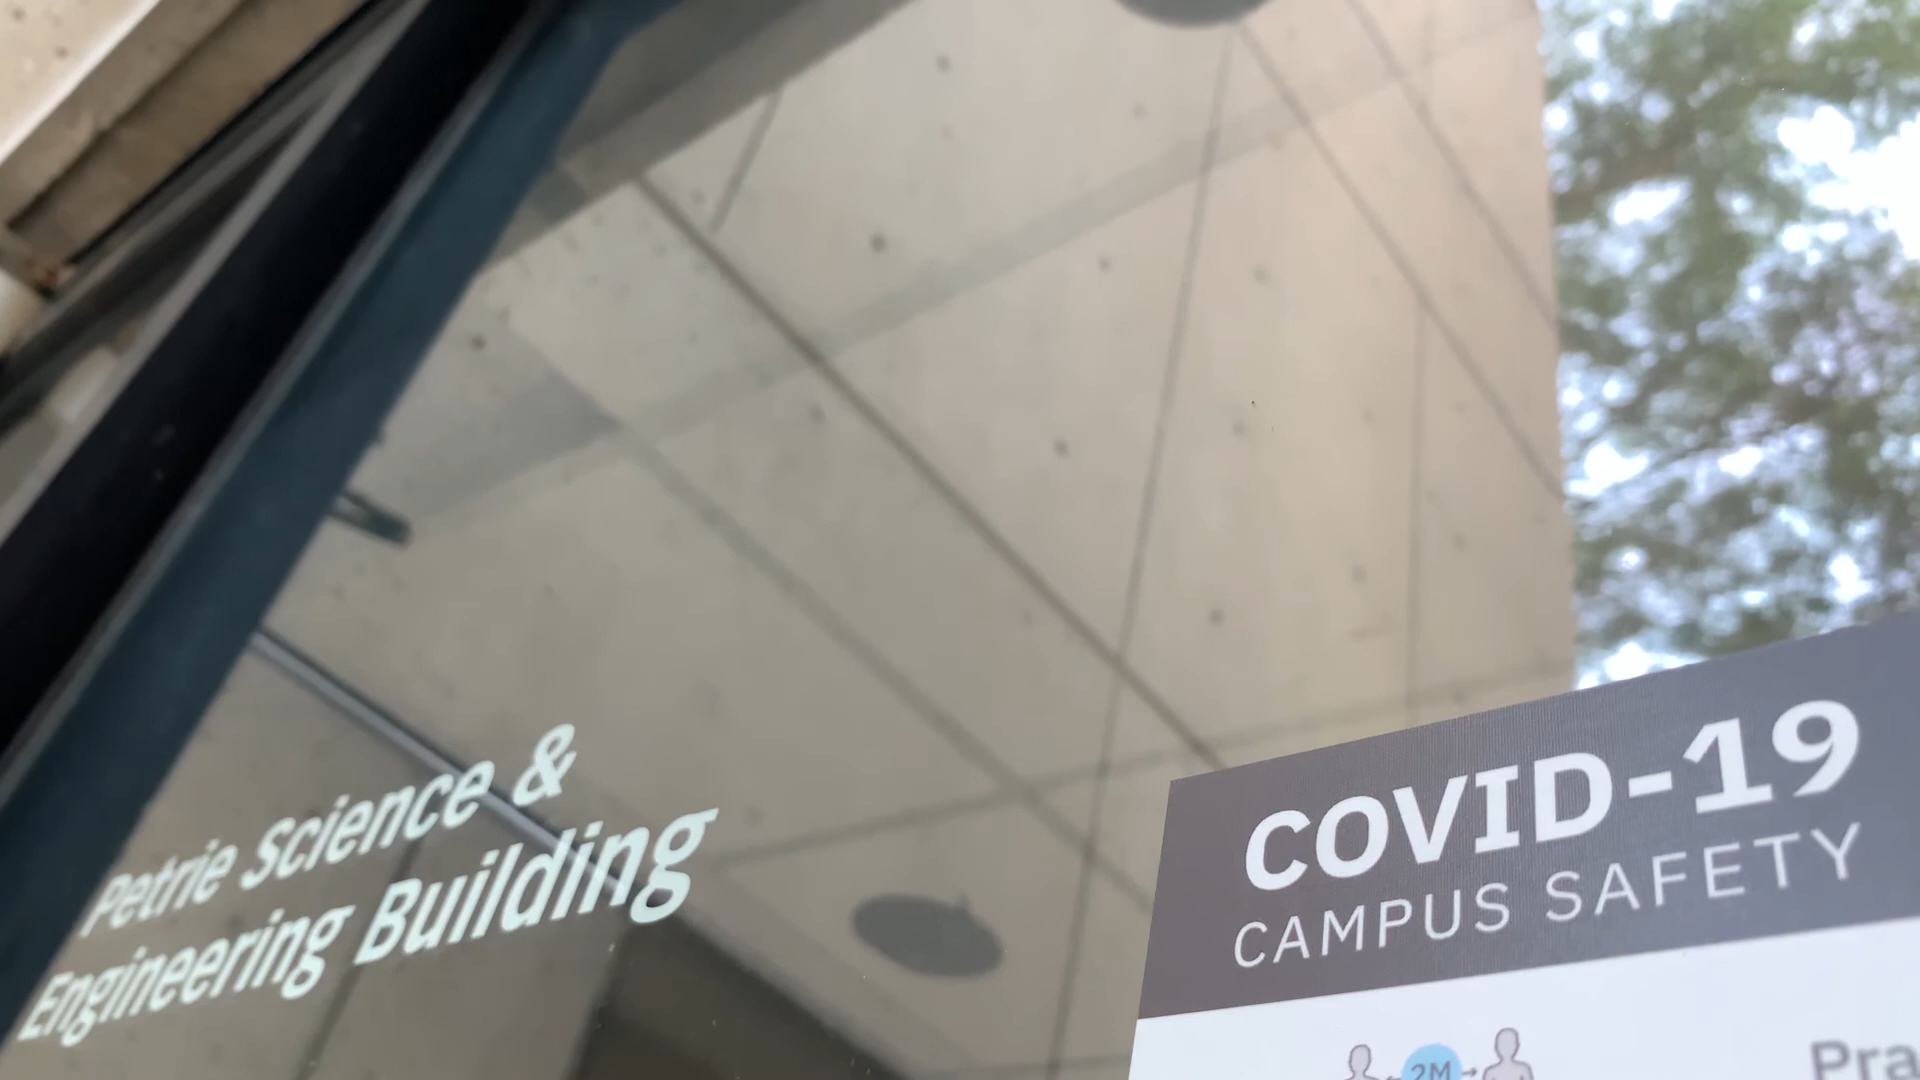 Petrie Science &
Engineering Building
COVID-19
CAMPUS SAFETY
2M